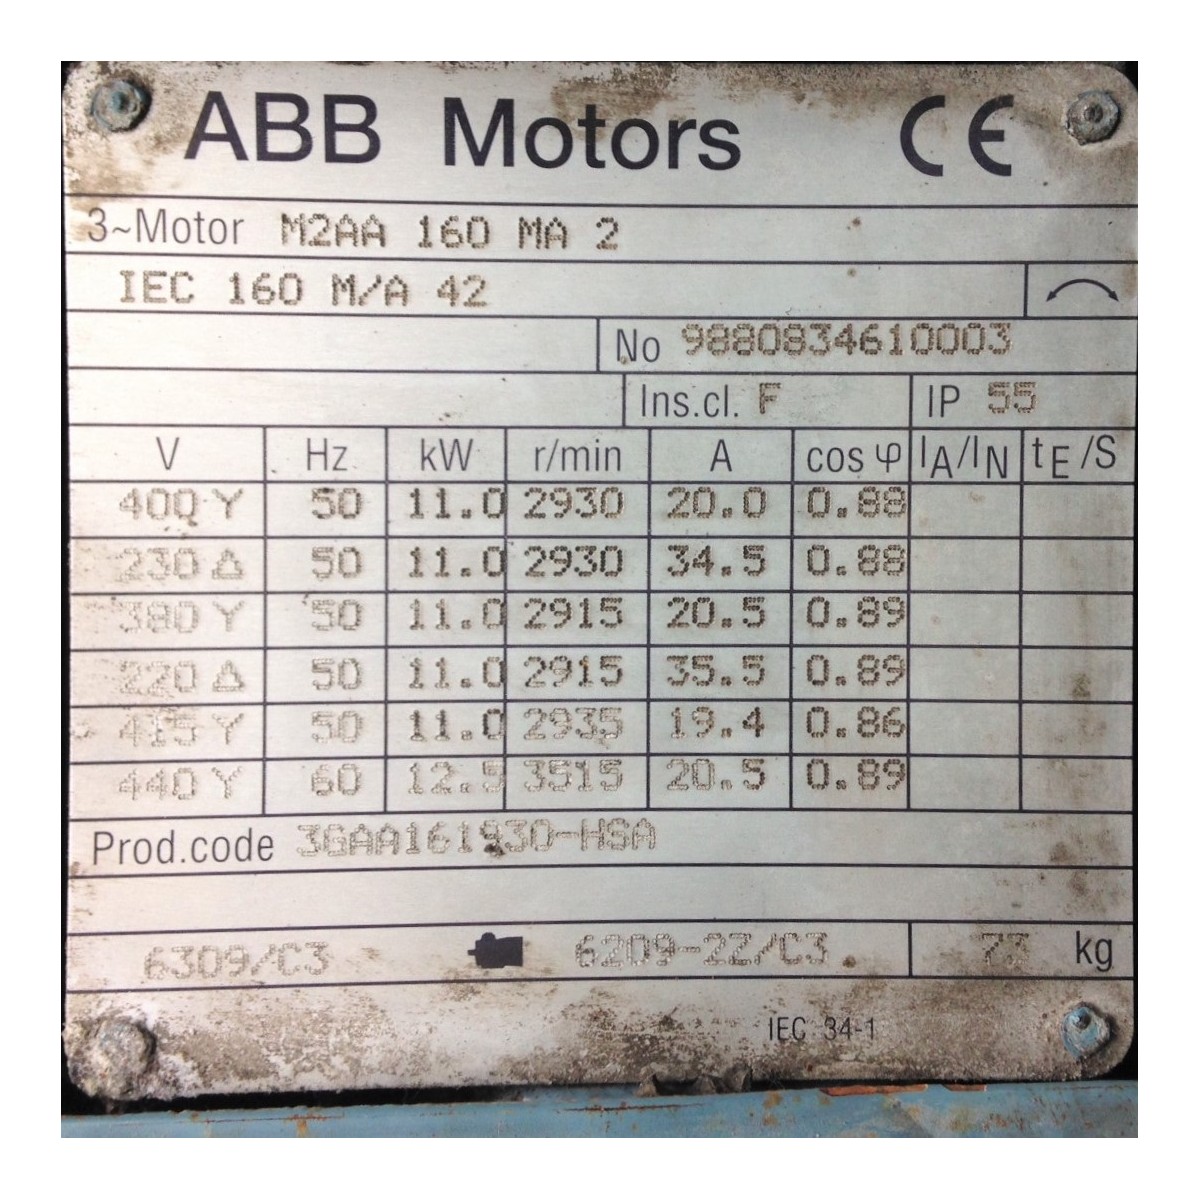 ABB Motors CE
3~Motor M2AA 160 MA 2
IEC 160 M/A 42
No 9880834610003
Ins.cl. F IP 55
V Hz kW r/min A cos φ IA/IN tE/S
400 Y 50 11.0 2930 20.0 0.88
230 Δ 50 11.0 2930 34.5 0.88
380 Y 50 11.0 2915 20.5 0.89
220 Δ 50 11.0 2915 35.5 0.89
415 Y 50 11.0 2935 19.4 0.86
440 Y 60 12.5 3515 20.5 0.89
Prod.code 3GAA161930-HSA
6309/C3 6209-2Z/C3 73 kg
IEC 34-1